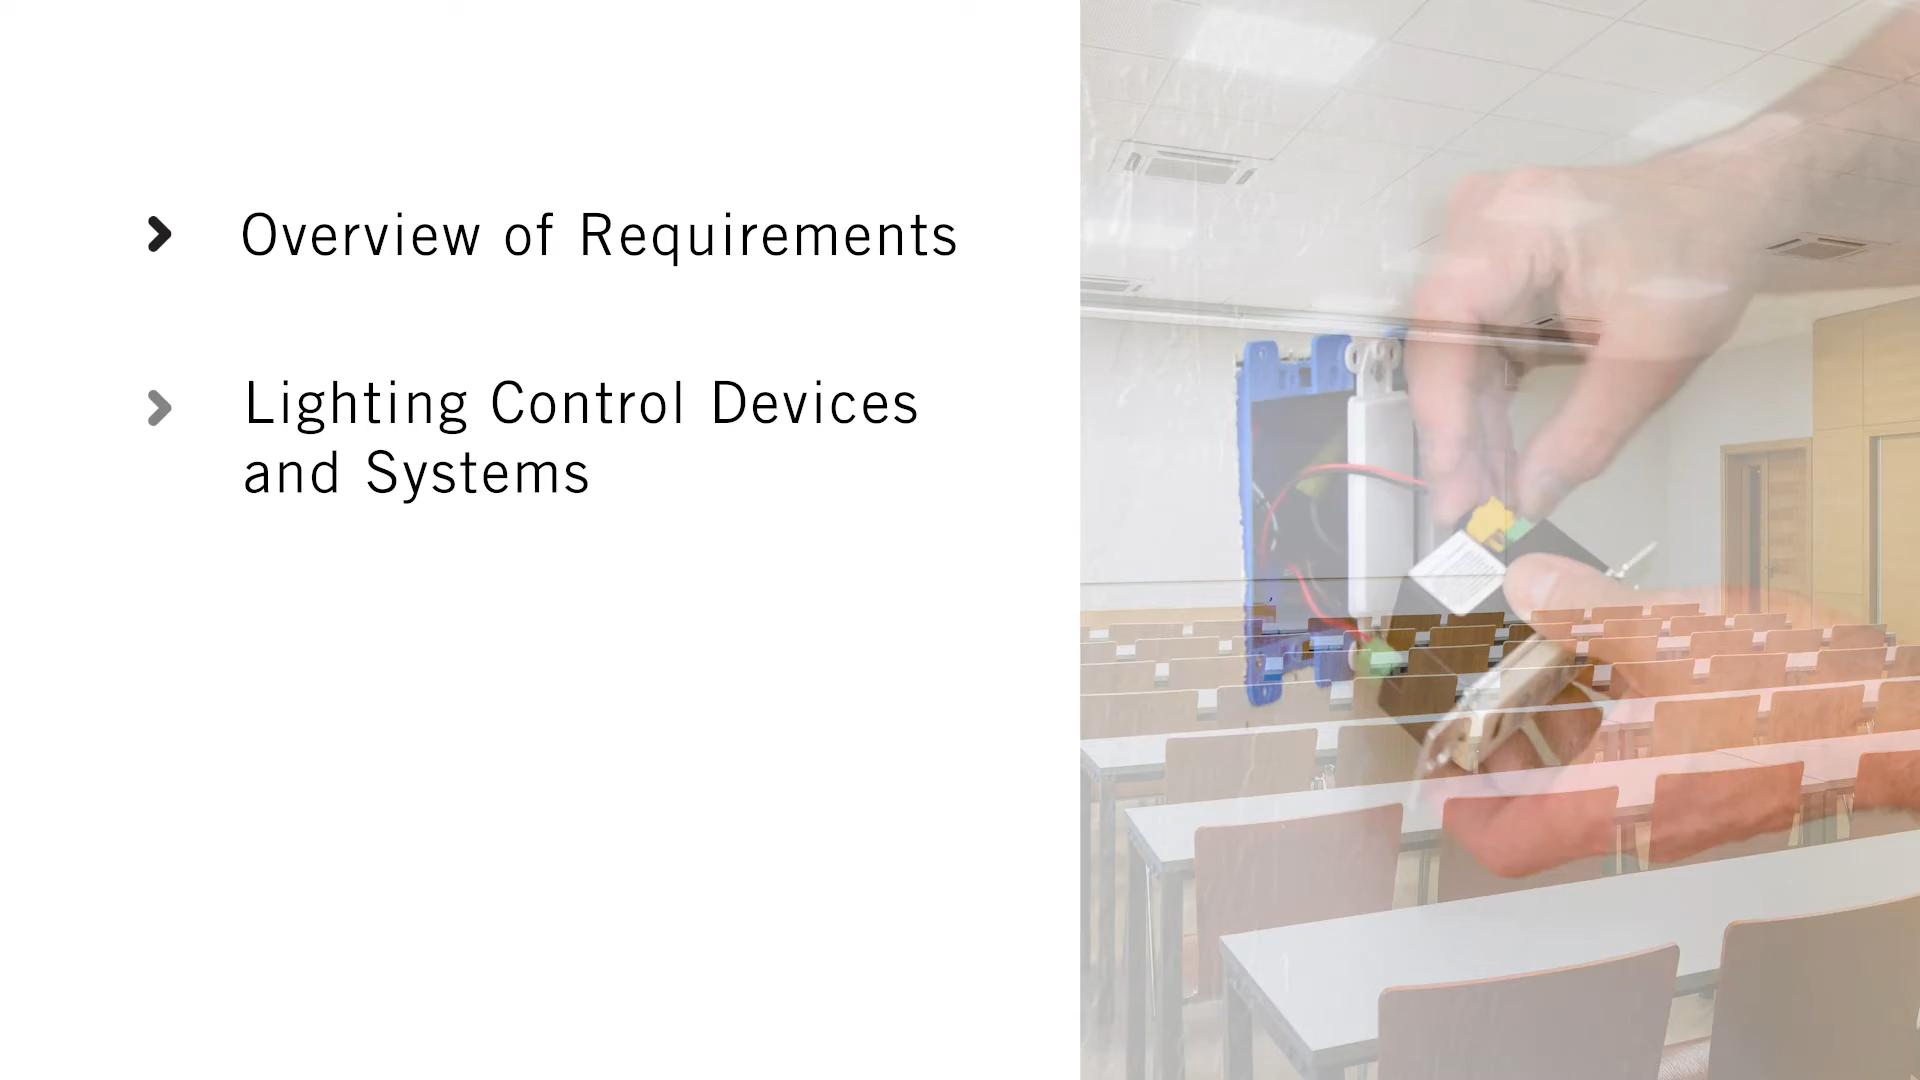 Overview of Requirements
Lighting Control Devices
and Systems